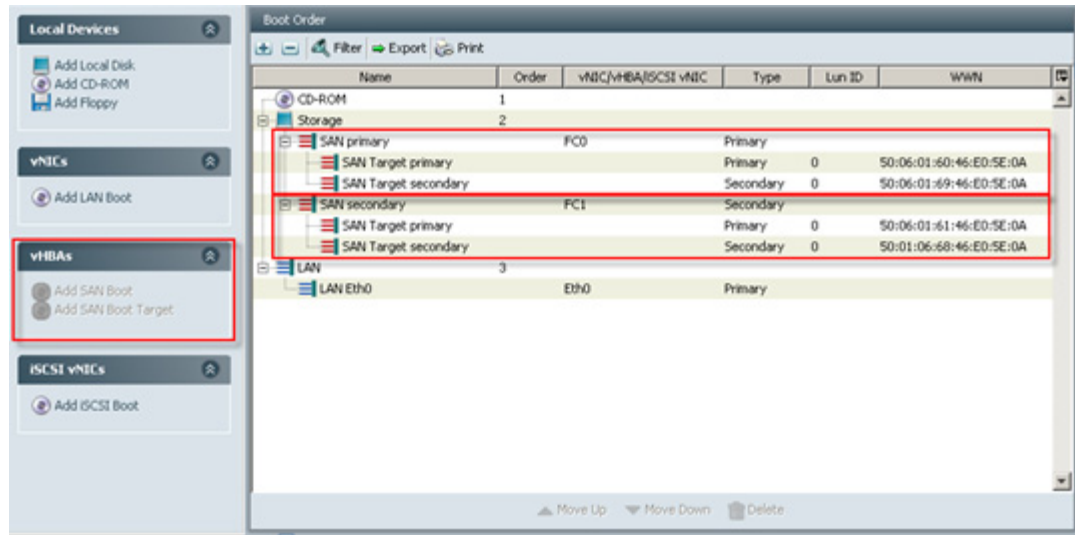 Local Devices
Add Local Disk
Add CD-ROM
Add Floppy
vNICs
Add LAN Boot
vHBAs
Add SAN Boot
Add SAN Boot Target
iSCSI vNICs
Add iSCSI Boot
Boot Order
Filter Export Print
Name Order vNIC/vHBA/iSCSI vNIC Type Lun ID WWN
CD-ROM 1
Storage 2
SAN primary FC0 Primary
SAN Target primary Primary 0 50:06:01:60:46:E0:5E:0A
SAN Target secondary Secondary 0 50:06:01:69:46:E0:5E:0A
SAN secondary FC1 Secondary
SAN Target primary Primary 0 50:06:01:61:46:E0:5E:0A
SAN Target secondary Secondary 0 50:01:06:68:46:E0:5E:0A
LAN 3
LAN Eth0 Eth0 Primary
Move Up Move Down Delete